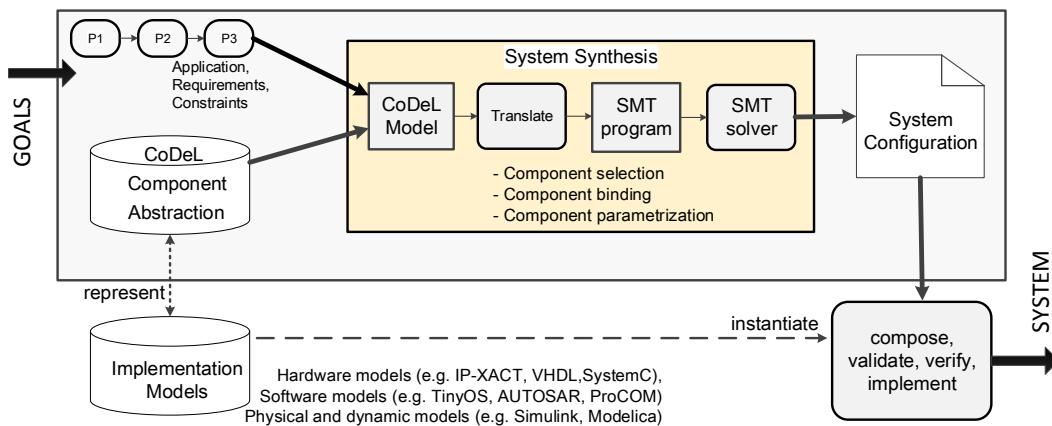 GOALS
P1
P2
P3
Application,
Requirements,
Constraints
CoDeL
Component
Abstraction
System Synthesis
CoDeL
Model
Translate
SMT
program
SMT
solver
- Component selection
- Component binding
- Component parametrization
System
Configuration
represent
Implementation
Models
instantiate
Hardware models (e.g. IP-XACT, VHDL,SystemC),
Software models (e.g. TinyOS, AUTOSAR, ProCOM)
Physical and dynamic models (e.g. Simulink, Modelica)
compose,
validate, verify,
implement
SYSTEM